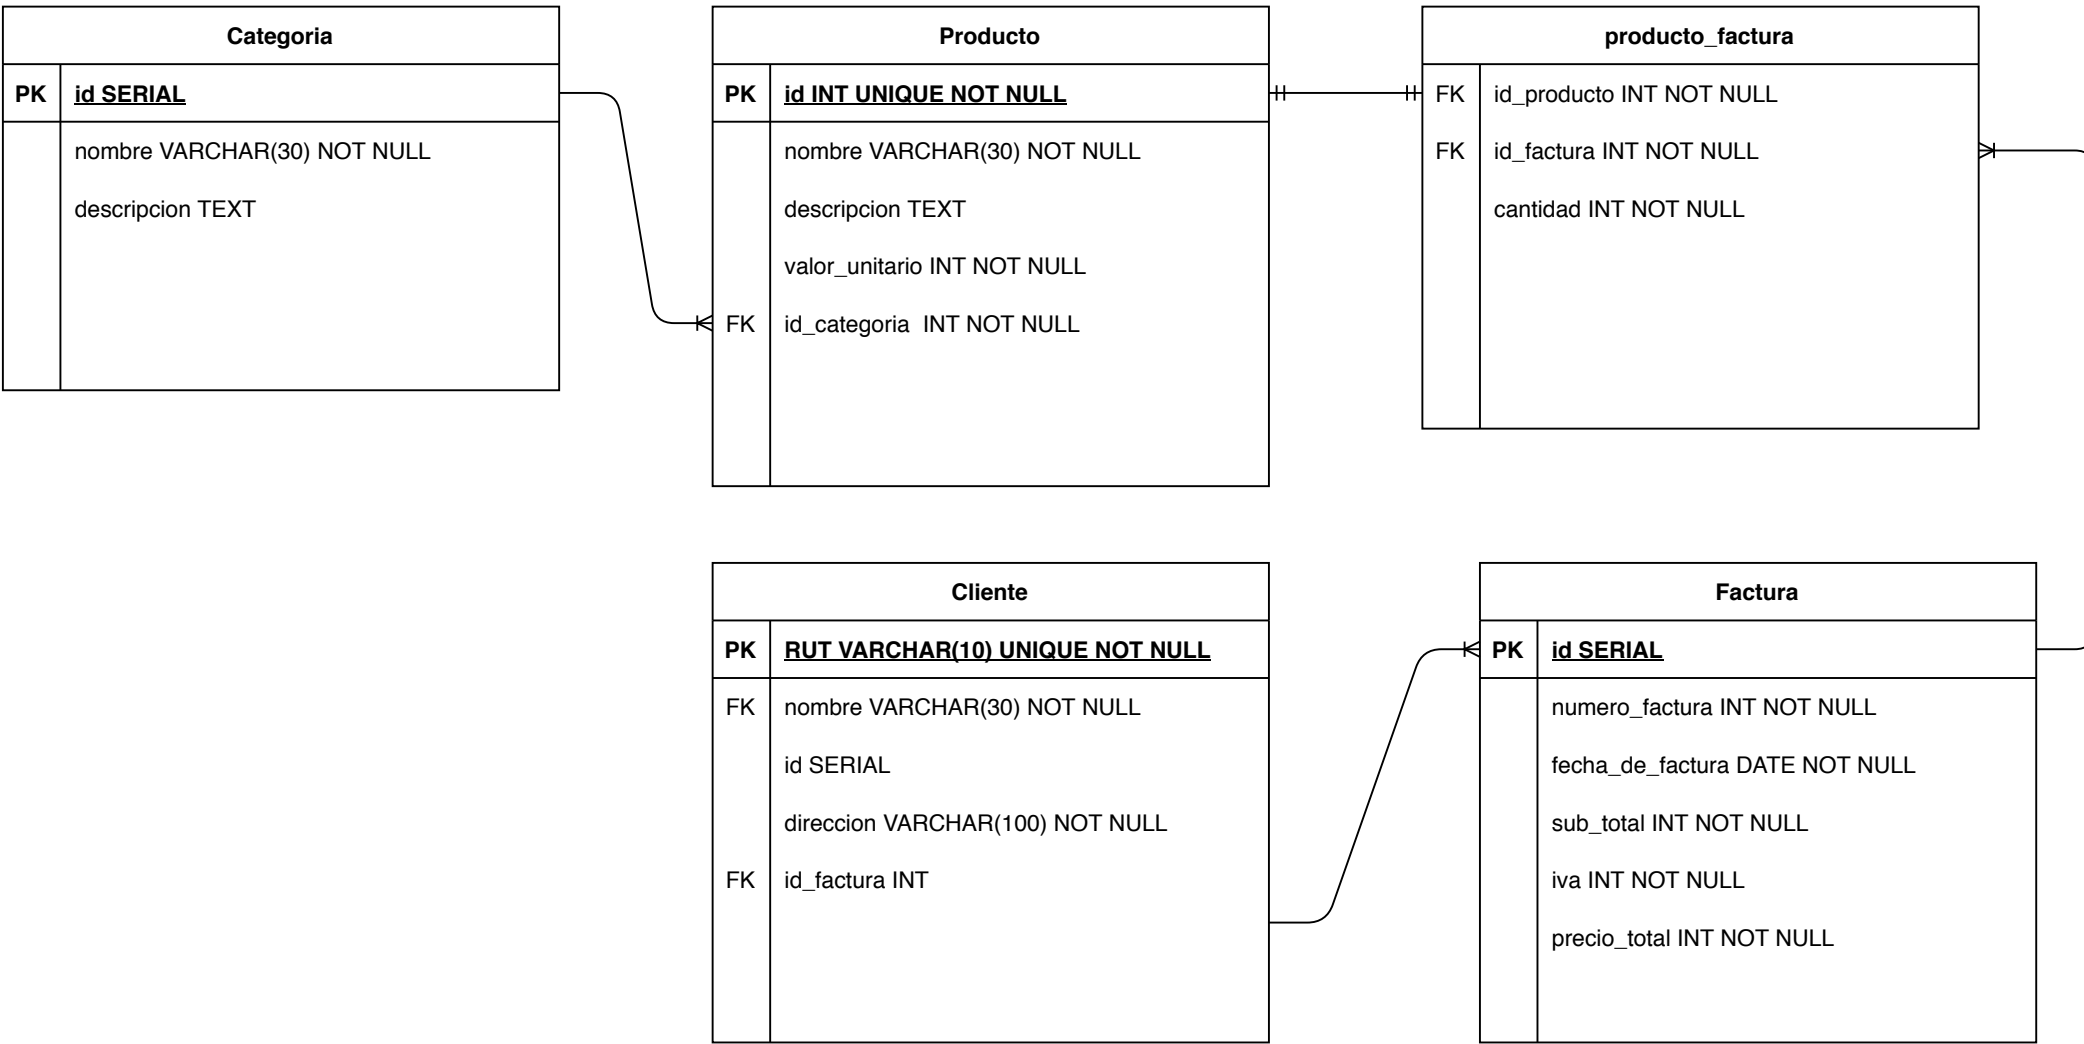 Categoria
PK id SERIAL
nombre VARCHAR(30) NOT NULL
descripcion TEXT
Producto
PK id INT UNIQUE NOT NULL
nombre VARCHAR(30) NOT NULL
descripcion TEXT
valor_unitario INT NOT NULL
FK id_categoria  INT NOT NULL
producto_factura
FK id_producto INT NOT NULL
FK id_factura INT NOT NULL
cantidad INT NOT NULL
Cliente
PK RUT VARCHAR(10) UNIQUE NOT NULL
FK nombre VARCHAR(30) NOT NULL
id SERIAL
direccion VARCHAR(100) NOT NULL
FK id_factura INT
Factura
PK id SERIAL
numero_factura INT NOT NULL
fecha_de_factura DATE NOT NULL
sub_total INT NOT NULL
iva INT NOT NULL
precio_total INT NOT NULL